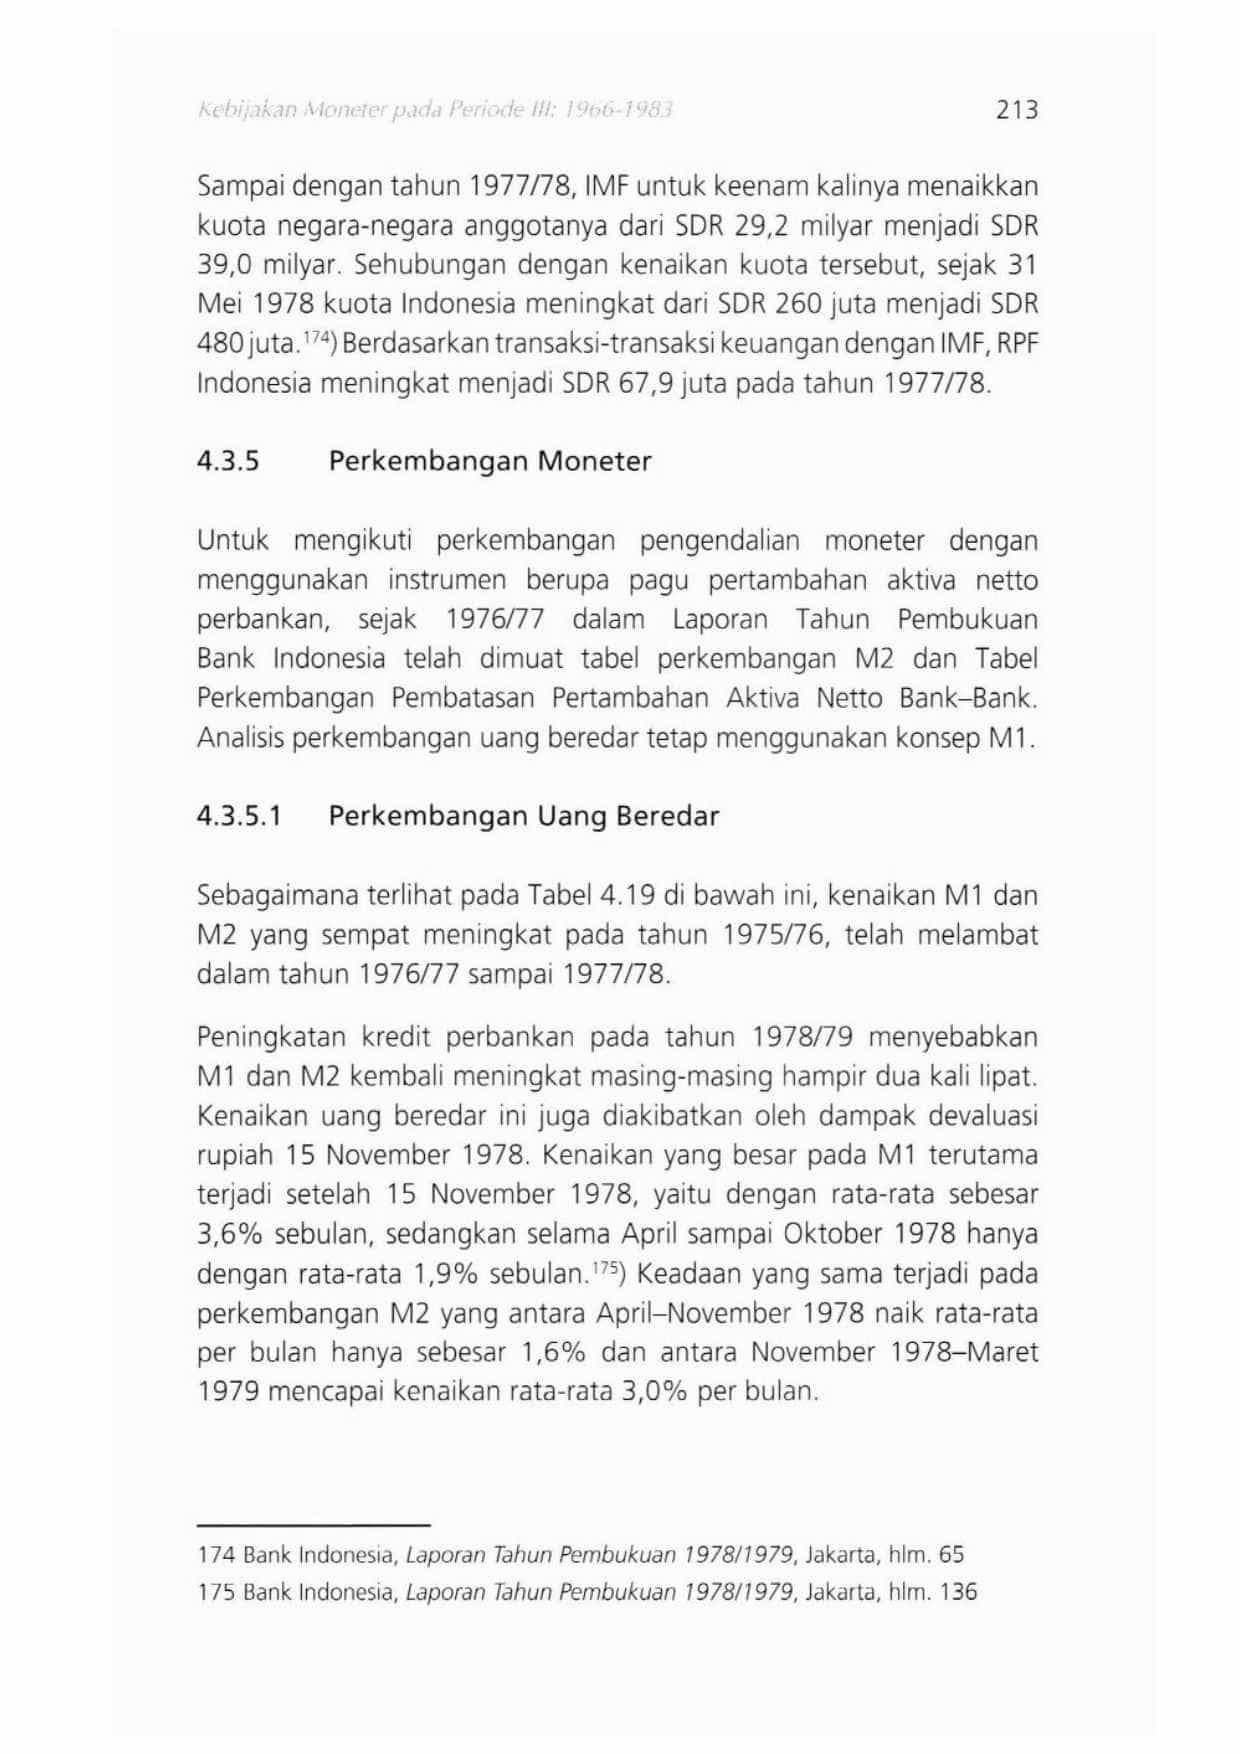 Kebijakan Moneter pada Periode III: 1966-1983 213
Sampai dengan tahun 1977/78, IMF untuk keenam kalinya menaikkan
kuota negara-negara anggotanya dari SDR 29,2 milyar menjadi SDR
39,0 milyar. Sehubungan dengan kenaikan kuota tersebut, sejak 31
Mei 1978 kuota Indonesia meningkat dari SDR 260 juta menjadi SDR
480 juta.¹⁷⁴) Berdasarkan transaksi-transaksi keuangan dengan IMF, RPF
Indonesia meningkat menjadi SDR 67,9 juta pada tahun 1977/78.
4.3.5 Perkembangan Moneter
Untuk mengikuti perkembangan pengendalian moneter dengan
menggunakan instrumen berupa pagu pertambahan aktiva netto
perbankan, sejak 1976/77 dalam Laporan Tahun Pembukuan
Bank Indonesia telah dimuat tabel perkembangan M2 dan Tabel
Perkembangan Pembatasan Pertambahan Aktiva Netto Bank–Bank.
Analisis perkembangan uang beredar tetap menggunakan konsep M1.
4.3.5.1 Perkembangan Uang Beredar
Sebagaimana terlihat pada Tabel 4.19 di bawah ini, kenaikan M1 dan
M2 yang sempat meningkat pada tahun 1975/76, telah melambat
dalam tahun 1976/77 sampai 1977/78.
Peningkatan kredit perbankan pada tahun 1978/79 menyebabkan
M1 dan M2 kembali meningkat masing-masing hampir dua kali lipat.
Kenaikan uang beredar ini juga diakibatkan oleh dampak devaluasi
rupiah 15 November 1978. Kenaikan yang besar pada M1 terutama
terjadi setelah 15 November 1978, yaitu dengan rata-rata sebesar
3,6% sebulan, sedangkan selama April sampai Oktober 1978 hanya
dengan rata-rata 1,9% sebulan.¹⁷⁵) Keadaan yang sama terjadi pada
perkembangan M2 yang antara April–November 1978 naik rata-rata
per bulan hanya sebesar 1,6% dan antara November 1978–Maret
1979 mencapai kenaikan rata-rata 3,0% per bulan.
174 Bank Indonesia, Laporan Tahun Pembukuan 1978/1979, Jakarta, hlm. 65
175 Bank Indonesia, Laporan Tahun Pembukuan 1978/1979, Jakarta, hlm. 136